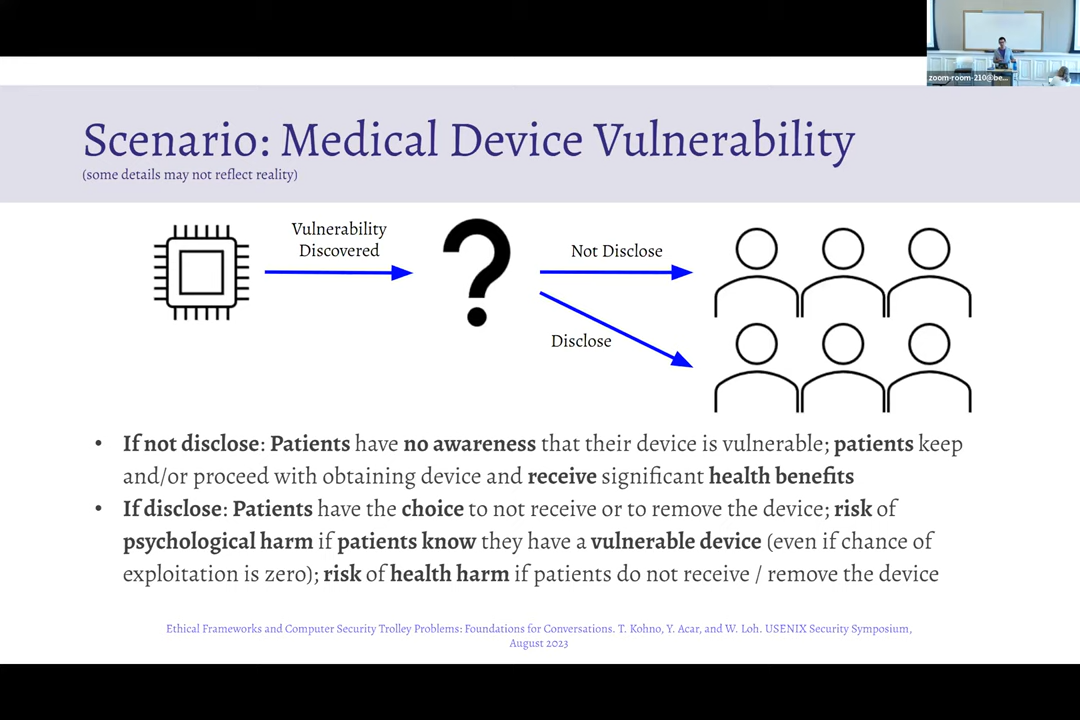 zoom-room-210@be...
Scenario: Medical Device Vulnerability
(some details may not reflect reality)
Vulnerability
Discovered
?
Not Disclose
Disclose
• If not disclose: Patients have no awareness that their device is vulnerable; patients keep
and/or proceed with obtaining device and receive significant health benefits
• If disclose: Patients have the choice to not receive or to remove the device; risk of
psychological harm if patients know they have a vulnerable device (even if chance of
exploitation is zero); risk of health harm if patients do not receive / remove the device
Ethical Frameworks and Computer Security Trolley Problems: Foundations for Conversations. T. Kohno, Y. Acar, and W. Loh. USENIX Security Symposium,
August 2023